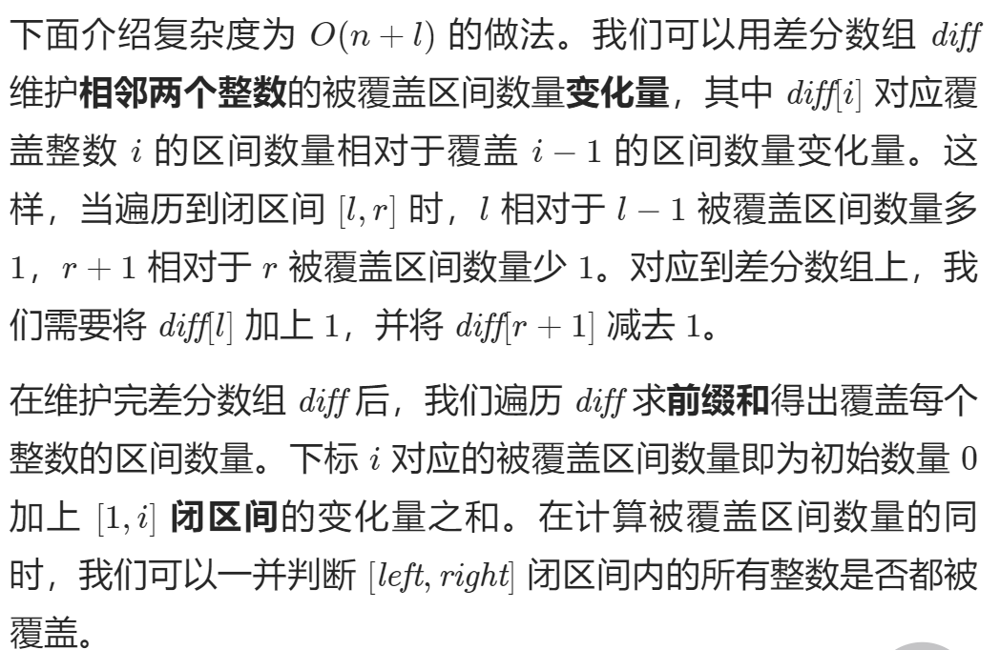 下面介绍复杂度为 O(n + l) 的做法。我们可以用差分数组 diff
维护相邻两个整数的被覆盖区间数量变化量，其中 diff[i] 对应覆
盖整数 i 的区间数量相对于覆盖 i − 1 的区间数量变化量。这
样，当遍历到闭区间 [l, r] 时，l 相对于 l − 1 被覆盖区间数量多
1，r + 1 相对于 r 被覆盖区间数量少 1。对应到差分数组上，我
们需要将 diff[l] 加上 1，并将 diff[r + 1] 减去 1。
在维护完差分数组 diff 后，我们遍历 diff 求前缀和得出覆盖每个
整数的区间数量。下标 i 对应的被覆盖区间数量即为初始数量 0
加上 [1, i] 闭区间的变化量之和。在计算被覆盖区间数量的同
时，我们可以一并判断 [left, right] 闭区间内的所有整数是否都被
覆盖。